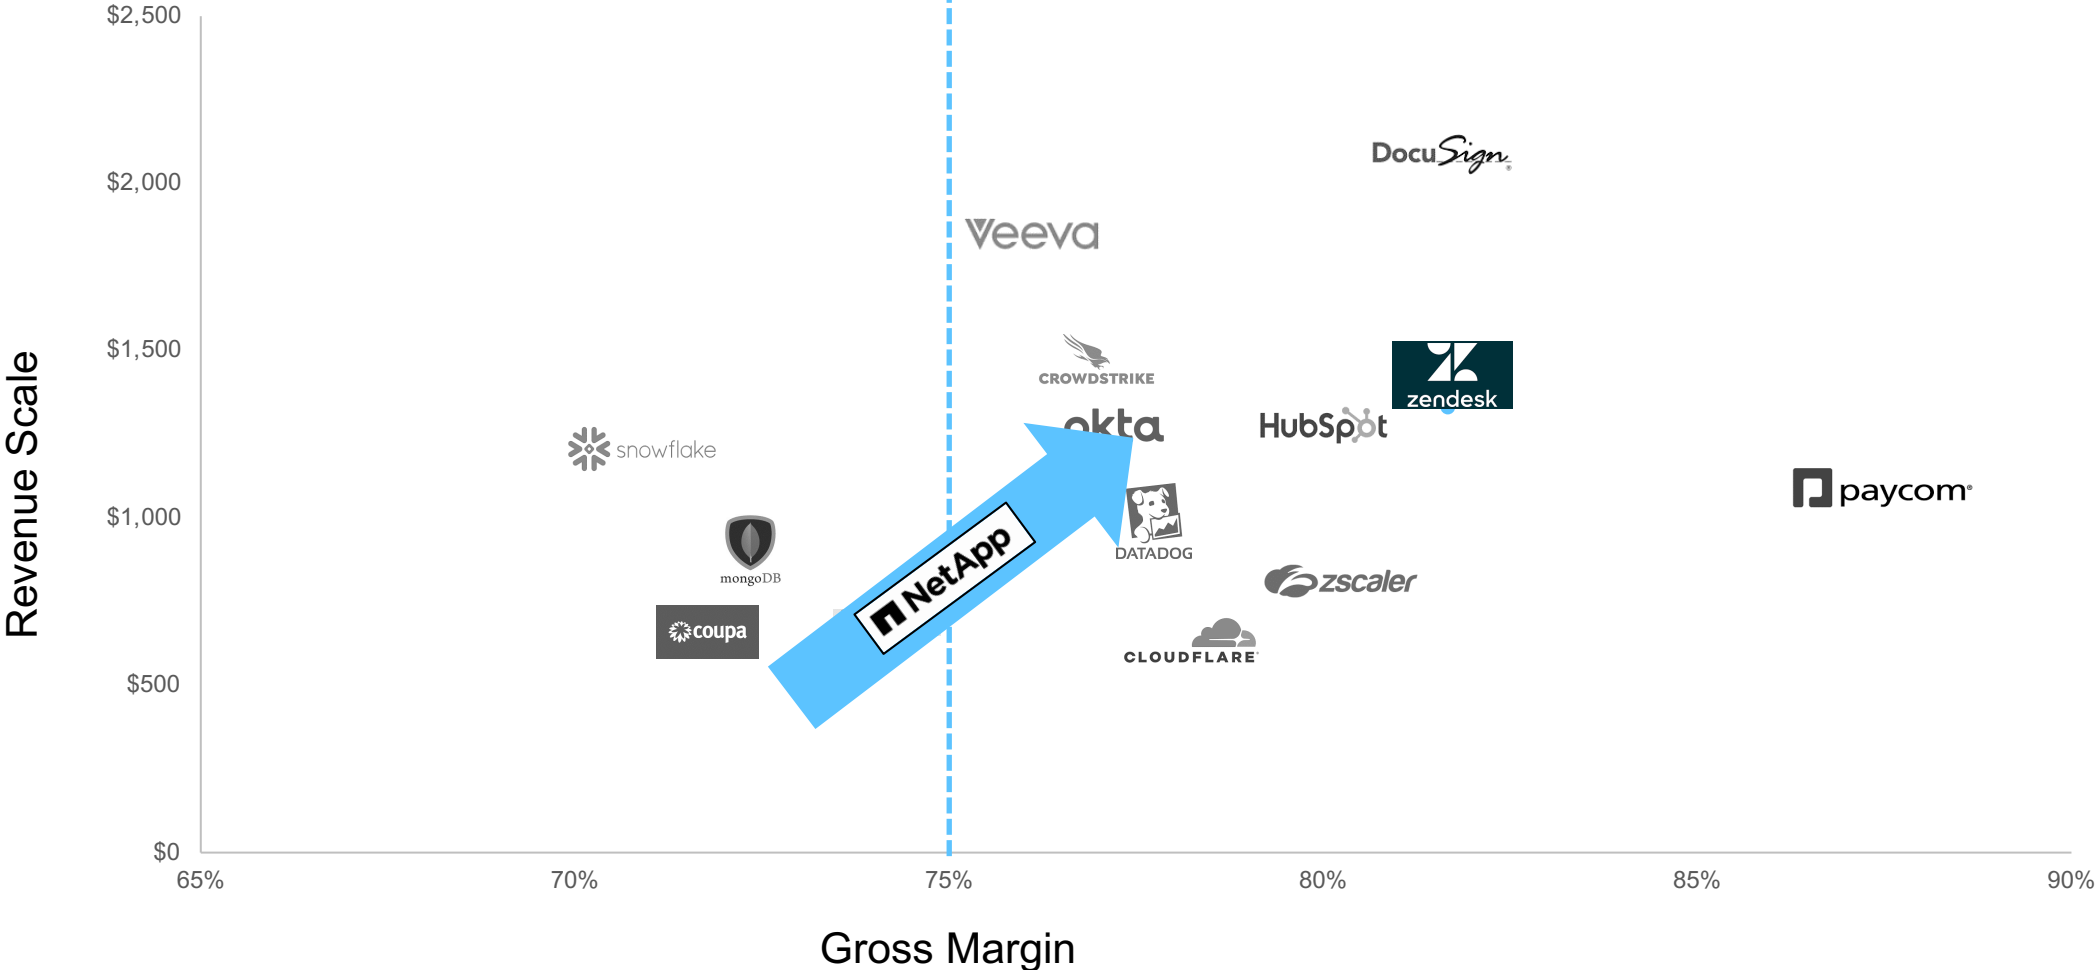 $2,500
DocuSign
$2,000
veeva
$1,500
CROWDSTRIKE
zendesk
okta
HubSpot
snowflake
paycom®
$1,000
DATADOG
mongoDB
NetApp
zscaler
coupa
CLOUDFLARE
$500
$0
65%
70%
75%
80%
85%
90%
Revenue Scale
Gross Margin